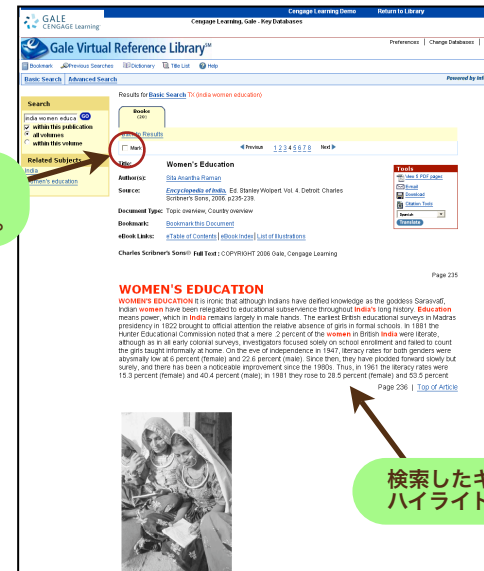 Cengage Learning Demo Return to Library
GALE
CENGAGE Learning
Cengage Learning, Gale - Key Databases
Gale Virtual Reference Library℠
Preferences Change Databases
Bookmark Previous Searches Dictionary Title List Help
Basic Search Advanced Search
Powered by Inf
Results for Basic Search TX (india women education)
Search
india women educa GO
within this publication
all volumes
within this volume
Related Subjects
India
women's education
Books
(291)
Back to Results
Mark
Previous 1 2 3 4 5 6 7 8 Next
Title: Women's Education
Author(s): Sita Anantha Raman
Source: Encyclopedia of India. Ed. Stanley Wolpert. Vol. 4. Detroit: Charles
Scribner's Sons, 2006. p235-239.
Document Type: Topic overview, Country overview
Bookmark: Bookmark this Document
eBook Links: eTable of Contents | eBook Index | List of Illustrations
Tools
View 5 PDF pages
Email
Download
Citation Tools
Spanish
Translate
Charles Scribner's Sons® Full Text : COPYRIGHT 2006 Gale, Cengage Learning
Page 235
WOMEN'S EDUCATION
WOMEN'S EDUCATION It is ironic that although Indians have deified knowledge as the goddess Sarasvatī,
Indian women have been relegated to educational subservience throughout India's long history. Education
means power, which in India remains largely in male hands. The earliest British educational surveys in Madras
presidency in 1822 brought to official attention the relative absence of girls in formal schools. In 1881 the
Hunter Educational Commission noted that a mere .2 percent of the women in British India were literate,
although as in all early colonial surveys, investigators focused solely on school enrollment and failed to count
the girls taught informally at home. On the eve of independence in 1947, literacy rates for both genders were
abysmally low at 6 percent (female) and 22.6 percent (male). Since then, they have plodded forward slowly but
surely, and there has been a noticeable improvement since the 1980s. Thus, in 1961 the literacy rates were
15.3 percent (female) and 40.4 percent (male); in 1981 they rose to 28.5 percent (female) and 53.5 percent
Page 236 | Top of Article
検索したキ
ハイライト